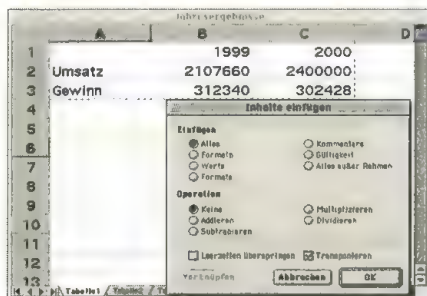 Jahresergebnisse
A B C D
1 1999 2000
2 Umsatz 2107660 2400000
3 Gewinn 312340 302428
4
5
6
7
8
9
10
11
12
13
Inhalte einfügen
Einfügen
Alles Kommentare
Formeln Gültigkeit
Werte Alles außer Rahmen
Formate
Operation
Keine Multiplizieren
Addieren Dividieren
Subtrahieren
Leerzellen überspringen Transponieren
Verknüpfen Abbrechen OK
Tabelle1 Tabelle2